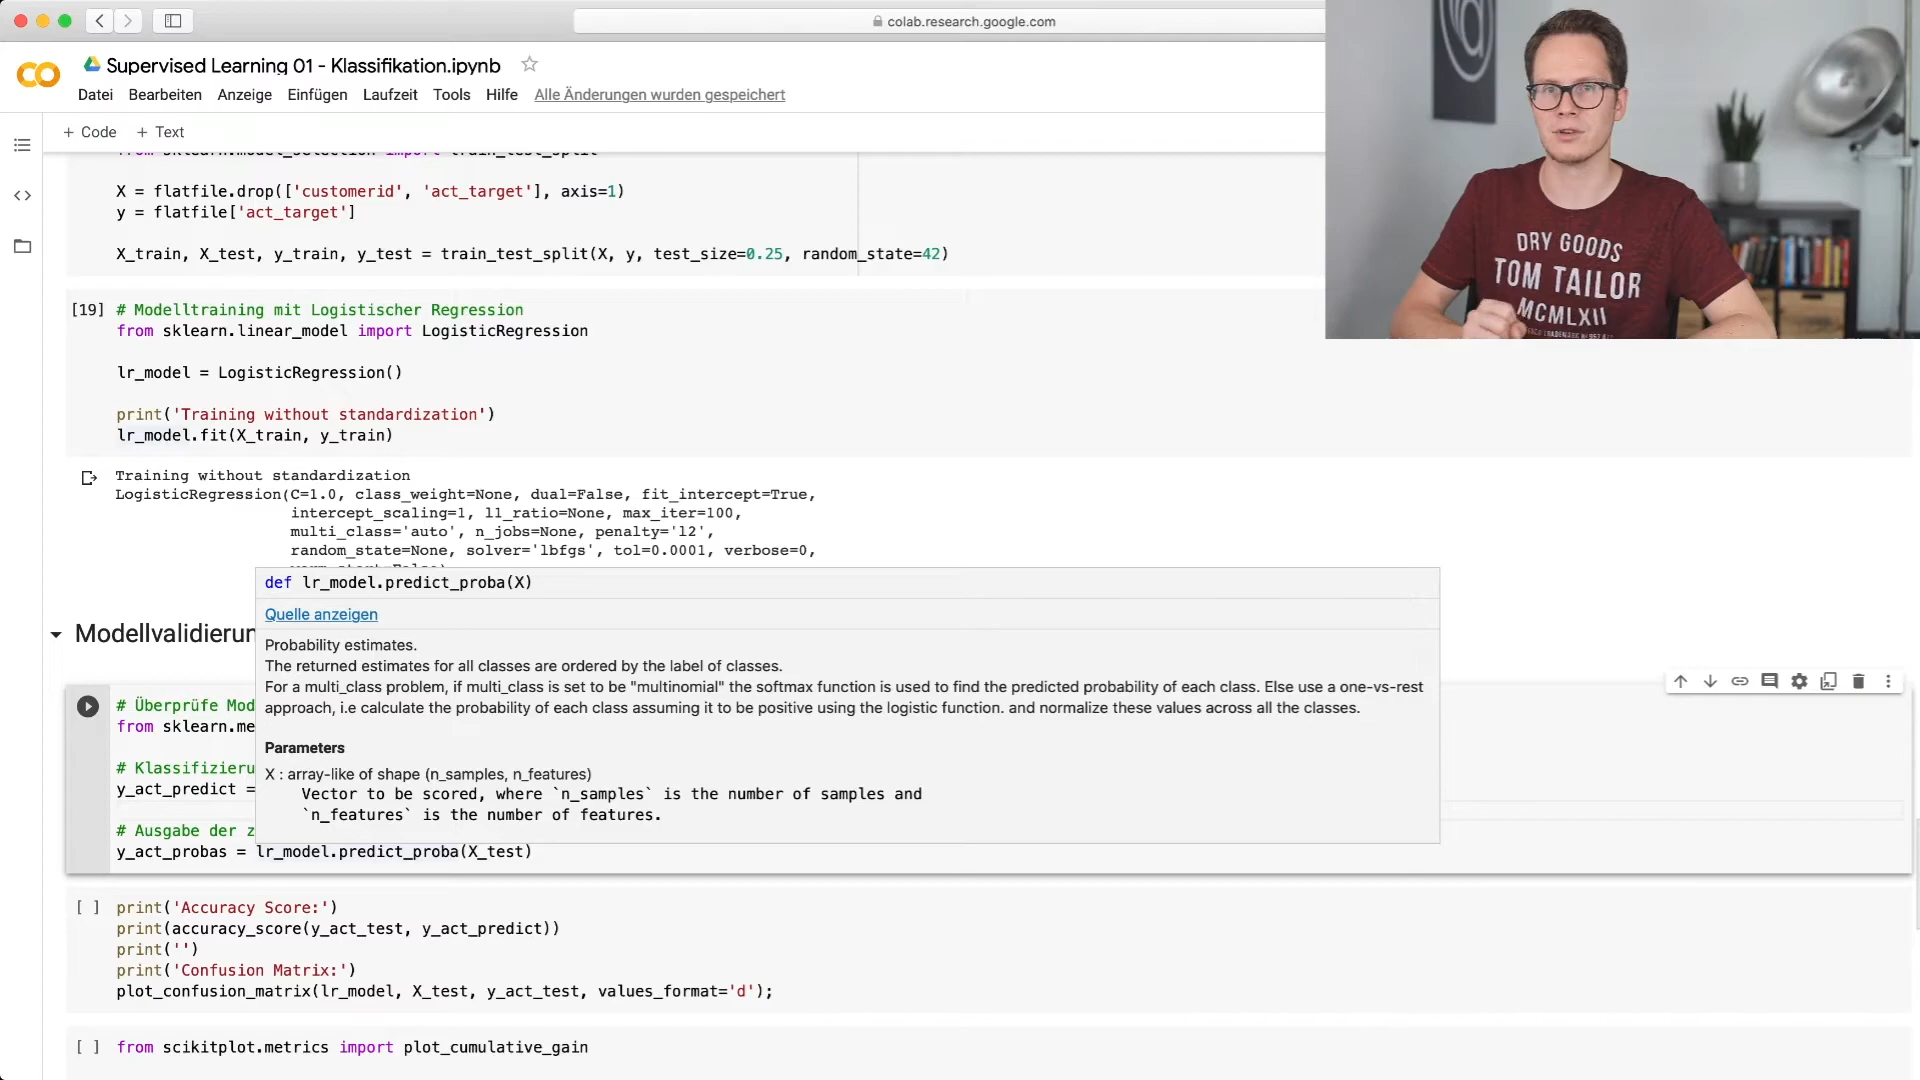 colab.research.google.com
Supervised Learning 01 - Klassifikation.ipynb
Datei Bearbeiten Anzeige Einfügen Laufzeit Tools Hilfe Alle Änderungen wurden gespeichert
+ Code + Text
from sklearn.model_selection import train_test_split
X = flatfile.drop(['customerid', 'act_target'], axis=1)
y = flatfile['act_target']
X_train, X_test, y_train, y_test = train_test_split(X, y, test_size=0.25, random_state=42)
[19] # Modelltraining mit Logistischer Regression
from sklearn.linear_model import LogisticRegression
lr_model = LogisticRegression()
print('Training without standardization')
lr_model.fit(X_train, y_train)
Training without standardization
LogisticRegression(C=1.0, class_weight=None, dual=False, fit_intercept=True,
intercept_scaling=1, l1_ratio=None, max_iter=100,
multi_class='auto', n_jobs=None, penalty='l2',
random_state=None, solver='lbfgs', tol=0.0001, verbose=0,
def lr_model.predict_proba(X)
Quelle anzeigen
Probability estimates.
The returned estimates for all classes are ordered by the label of classes.
For a multi_class problem, if multi_class is set to be "multinomial" the softmax function is used to find the predicted probability of each class. Else use a one-vs-rest
approach, i.e calculate the probability of each class assuming it to be positive using the logistic function. and normalize these values across all the classes.
Parameters
X : array-like of shape (n_samples, n_features)
Vector to be scored, where `n_samples` is the number of samples and
`n_features` is the number of features.
Modellvalidierun
# Überprüfe Mod
from sklearn.me
# Klassifizieru
y_act_predict =
# Ausgabe der z
y_act_probas = lr_model.predict_proba(X_test)
[ ] print('Accuracy Score:')
print(accuracy_score(y_act_test, y_act_predict))
print('')
print('Confusion Matrix:')
plot_confusion_matrix(lr_model, X_test, y_act_test, values_format='d');
[ ] from scikitplot.metrics import plot_cumulative_gain
DRY GOODS
TOM TAILOR
MCMLXII